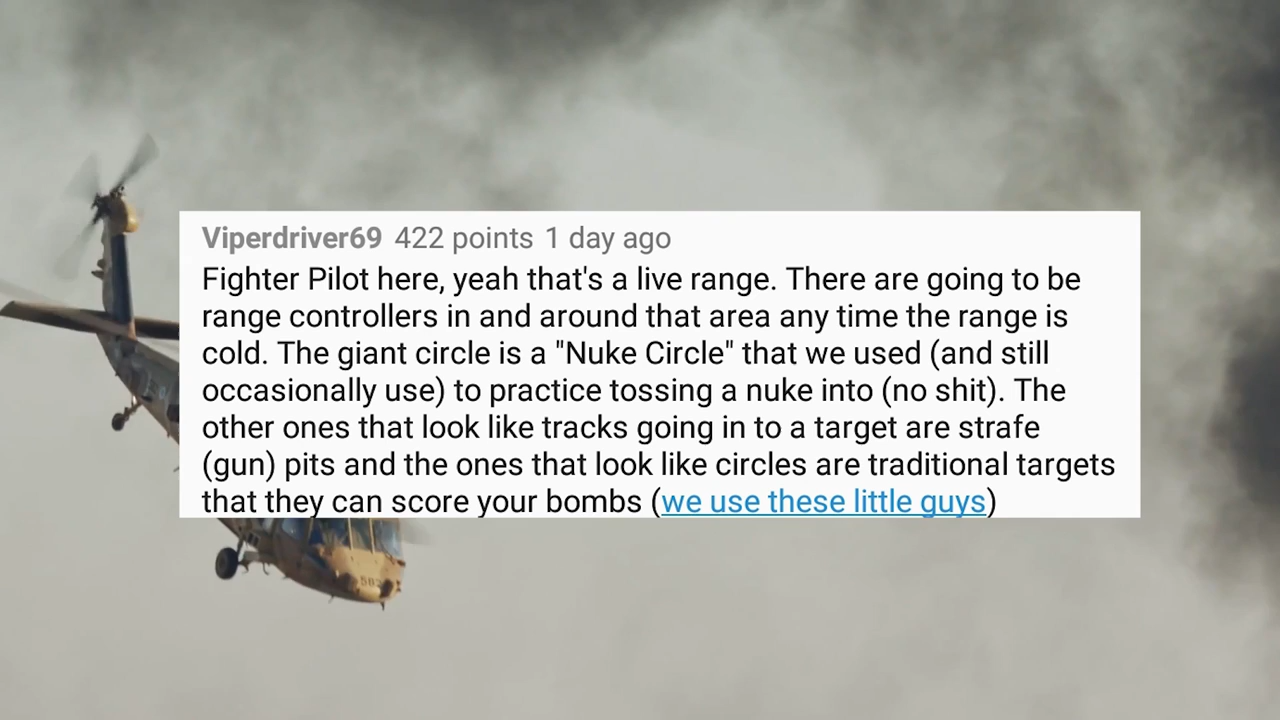 Viperdriver69 422 points 1 day ago
Fighter Pilot here, yeah that's a live range. There are going to be
range controllers in and around that area any time the range is
cold. The giant circle is a "Nuke Circle" that we used (and still
occasionally use) to practice tossing a nuke into (no shit). The
other ones that look like tracks going in to a target are strafe
(gun) pits and the ones that look like circles are traditional targets
that they can score your bombs (we use these little guys)